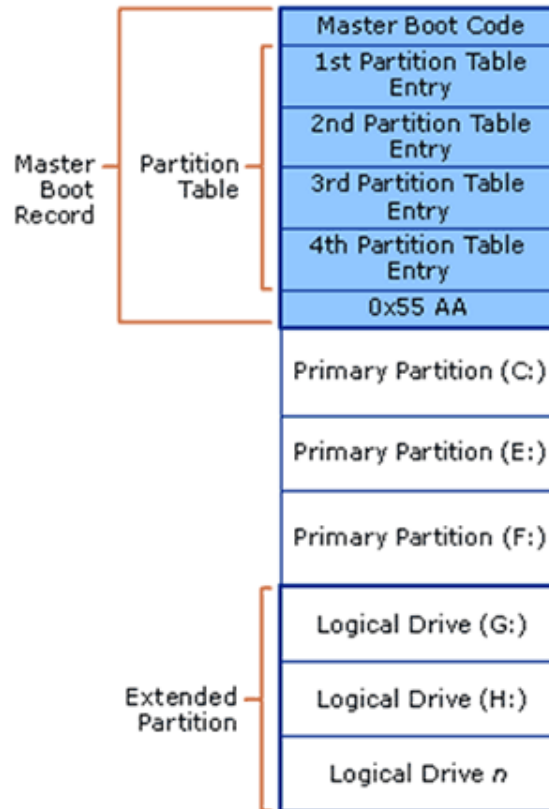 Master Boot Code
1st Partition Table
Entry
2nd Partition Table
Entry
3rd Partition Table
Entry
4th Partition Table
Entry
0x55 AA
Master
Boot
Record
Partition
Table
Primary Partition (C:)
Primary Partition (E:)
Primary Partition (F:)
Logical Drive (G:)
Logical Drive (H:)
Logical Drive n
Extended
Partition